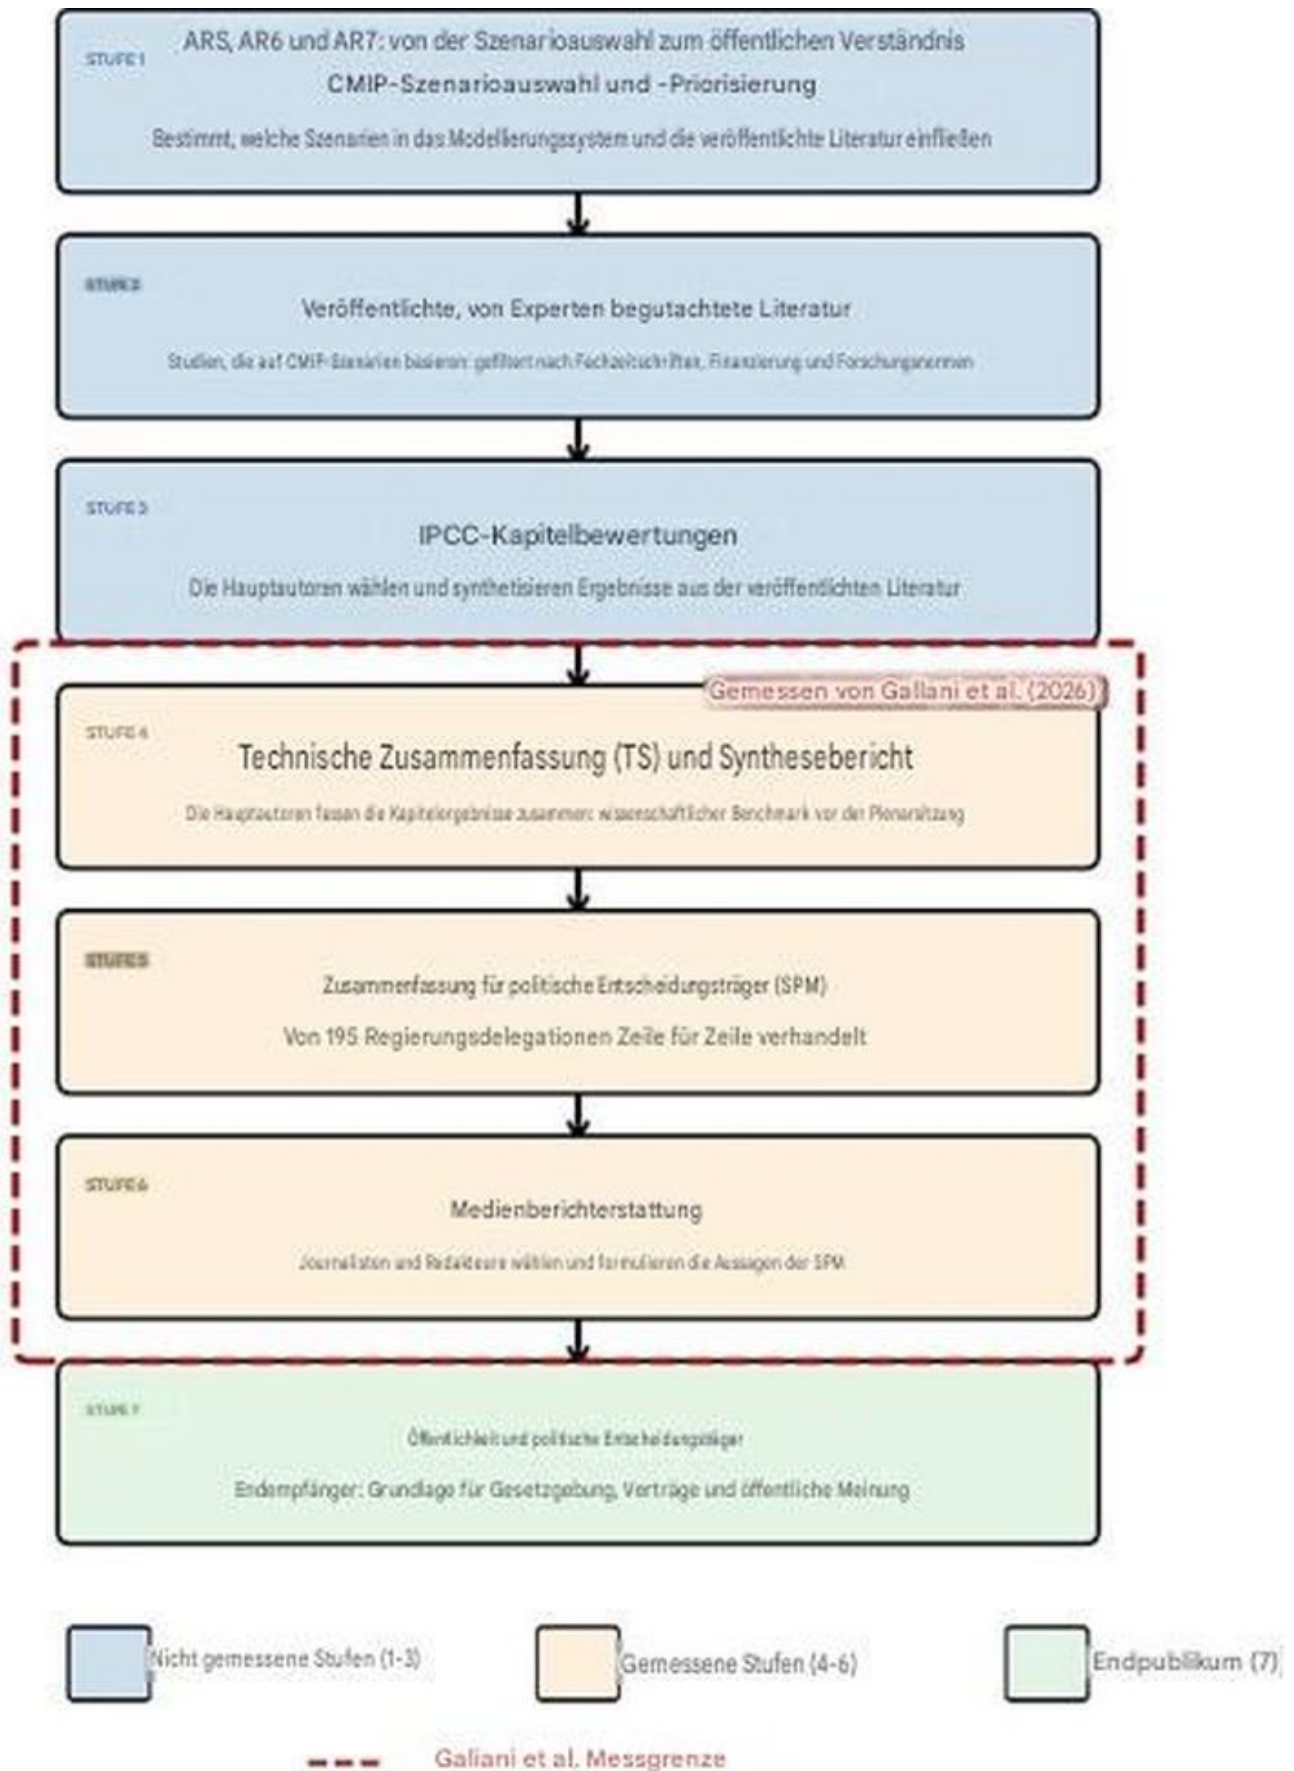 STUFE 1
ARS, AR6 und AR7: von der Szenarioauswahl zum öffentlichen Verständnis
CMIP-Szenarioauswahl und -Priorisierung
Bestimmt, welche Szenarien in das Modellierungssystem und die veröffentlichte Literatur einfließen
STUFE 2
Veröffentlichte, von Experten begutachtete Literatur
Studien, die auf CMIP-Szenarien basieren: gefiltert nach Fachzeitschriften, Finanzierung und Forschungsnormen
STUFE 3
IPCC-Kapitelbewertungen
Die Hauptautoren wählen und synthetisieren Ergebnisse aus der veröffentlichten Literatur
Gemessen von Gallani et al. (2026)
STUFE 4
Technische Zusammenfassung (TS) und Synthesebericht
Die Hauptautoren fassen die Kapitelergebnisse zusammen: wissenschaftlicher Benchmark vor der Plenarsitzung
STUFE 5
Zusammenfassung für politische Entscheidungsträger (SPM)
Von 195 Regierungsdelegationen Zeile für Zeile verhandelt
STUFE 6
Medienberichterstattung
Journalisten und Redakteure wählen und formulieren die Aussagen der SPM
STUFE 7
Öffentlichkeit und politische Entscheidungsträger
Endempfänger: Grundlage für Gesetzgebung, Verträge und öffentliche Meinung
Nicht gemessene Stufen (1-3)
Gemessene Stufen (4-6)
Endpublikum (7)
Galiani et al. Messgrenze